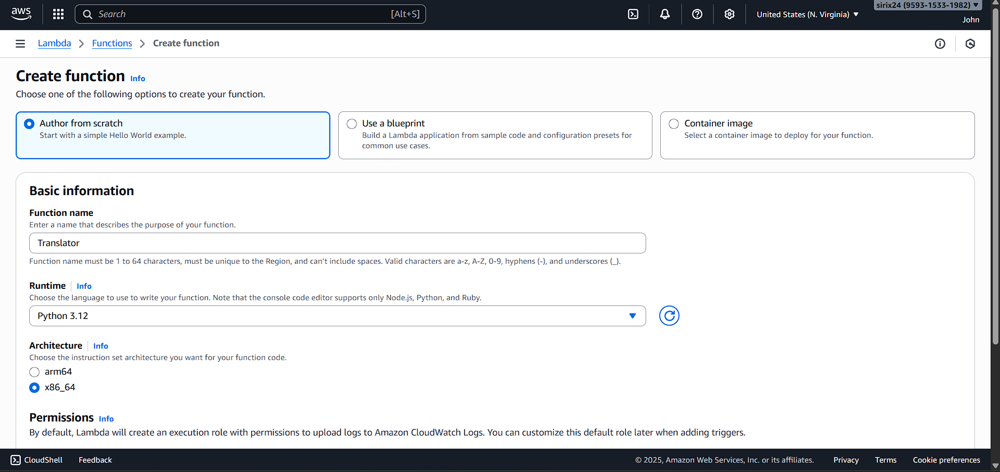 aws
Search
[Alt+S]
United States (N. Virginia)
sirix24 (9593-1533-1982)
John
Lambda
Functions
Create function
Create function
Info
Choose one of the following options to create your function.
Author from scratch
Start with a simple Hello World example.
Use a blueprint
Build a Lambda application from sample code and configuration presets for
common use cases.
Container image
Select a container image to deploy for your function.
Basic information
Function name
Enter a name that describes the purpose of your function.
Translator
Function name must be 1 to 64 characters, must be unique to the Region, and can't include spaces. Valid characters are a-z, A-Z, 0-9, hyphens (-), and underscores (_).
Runtime
Info
Choose the language to use to write your function. Note that the console code editor supports only Node.js, Python, and Ruby.
Python 3.12
Architecture
Info
Choose the instruction set architecture you want for your function code.
arm64
x86_64
Permissions
Info
By default, Lambda will create an execution role with permissions to upload logs to Amazon CloudWatch Logs. You can customize this default role later when adding triggers.
CloudShell
Feedback
© 2025, Amazon Web Services, Inc. or its affiliates.
Privacy
Terms
Cookie preferences